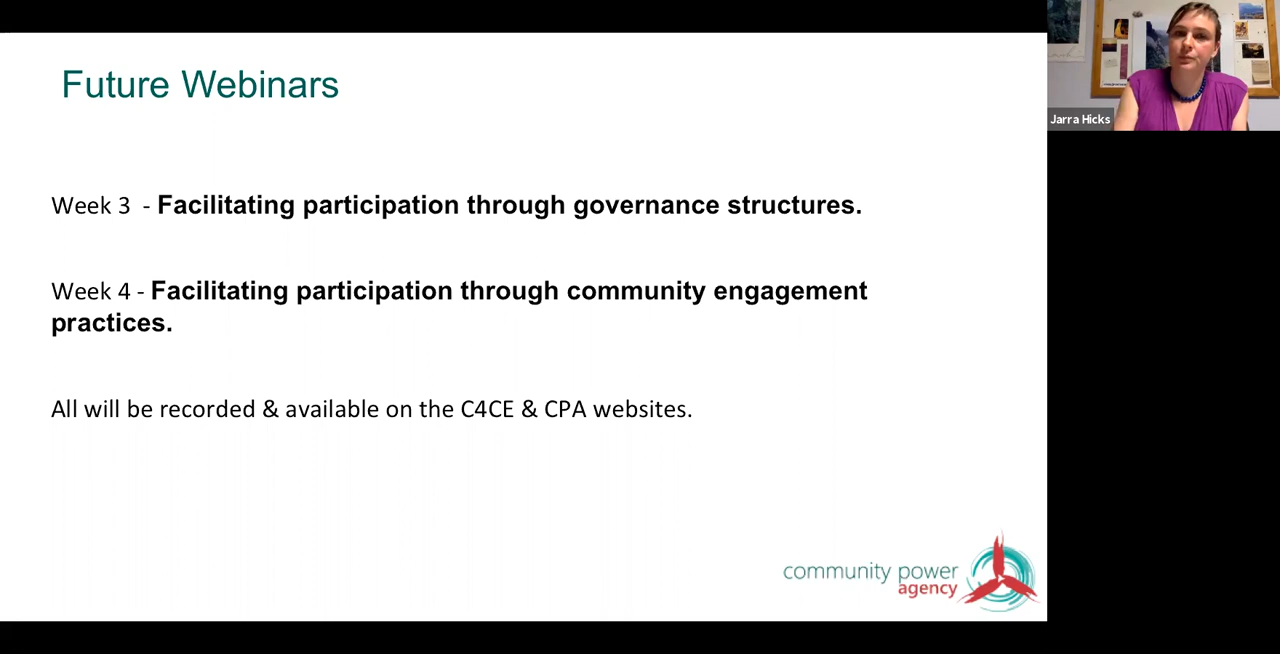 Future Webinars
Jarra Hicks
Week 3 - Facilitating participation through governance structures.
Week 4 - Facilitating participation through community engagement
practices.
All will be recorded & available on the C4CE & CPA websites.
community power
agency